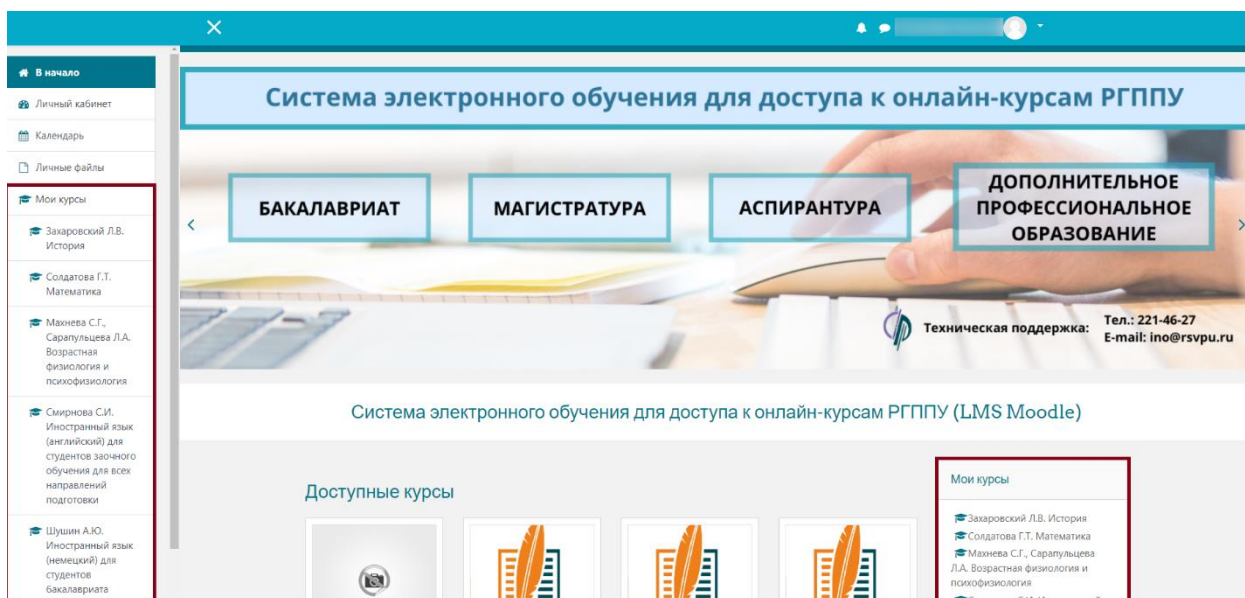 В начало
Личный кабинет
Календарь
Личные файлы
Мои курсы
Захаровский Л.В.
История
Солдатова Г.Т.
Математика
Махнева С.Г.,
Сарапульцева Л.А.
Возрастная
физиология и
психофизиология
Смирнова С.И.
Иностранный язык
(английский) для
студентов заочного
обучения для всех
направлений
подготовки
Шушин А.Ю.
Иностранный язык
(немецкий) для
студентов
бакалавриата
Система электронного обучения для доступа к онлайн-курсам РГППУ
БАКАЛАВРИАТ
МАГИСТРАТУРА
АСПИРАНТУРА
ДОПОЛНИТЕЛЬНОЕ
ПРОФЕССИОНАЛЬНОЕ
ОБРАЗОВАНИЕ
Техническая поддержка:
Тел.: 221-46-27
E-mail: ino@rsvpu.ru
Система электронного обучения для доступа к онлайн-курсам РГППУ (LMS Moodle)
Доступные курсы
Мои курсы
Захаровский Л.В. История
Солдатова Г.Т. Математика
Махнева С.Г., Сарапульцева
Л.А. Возрастная физиология и
психофизиология